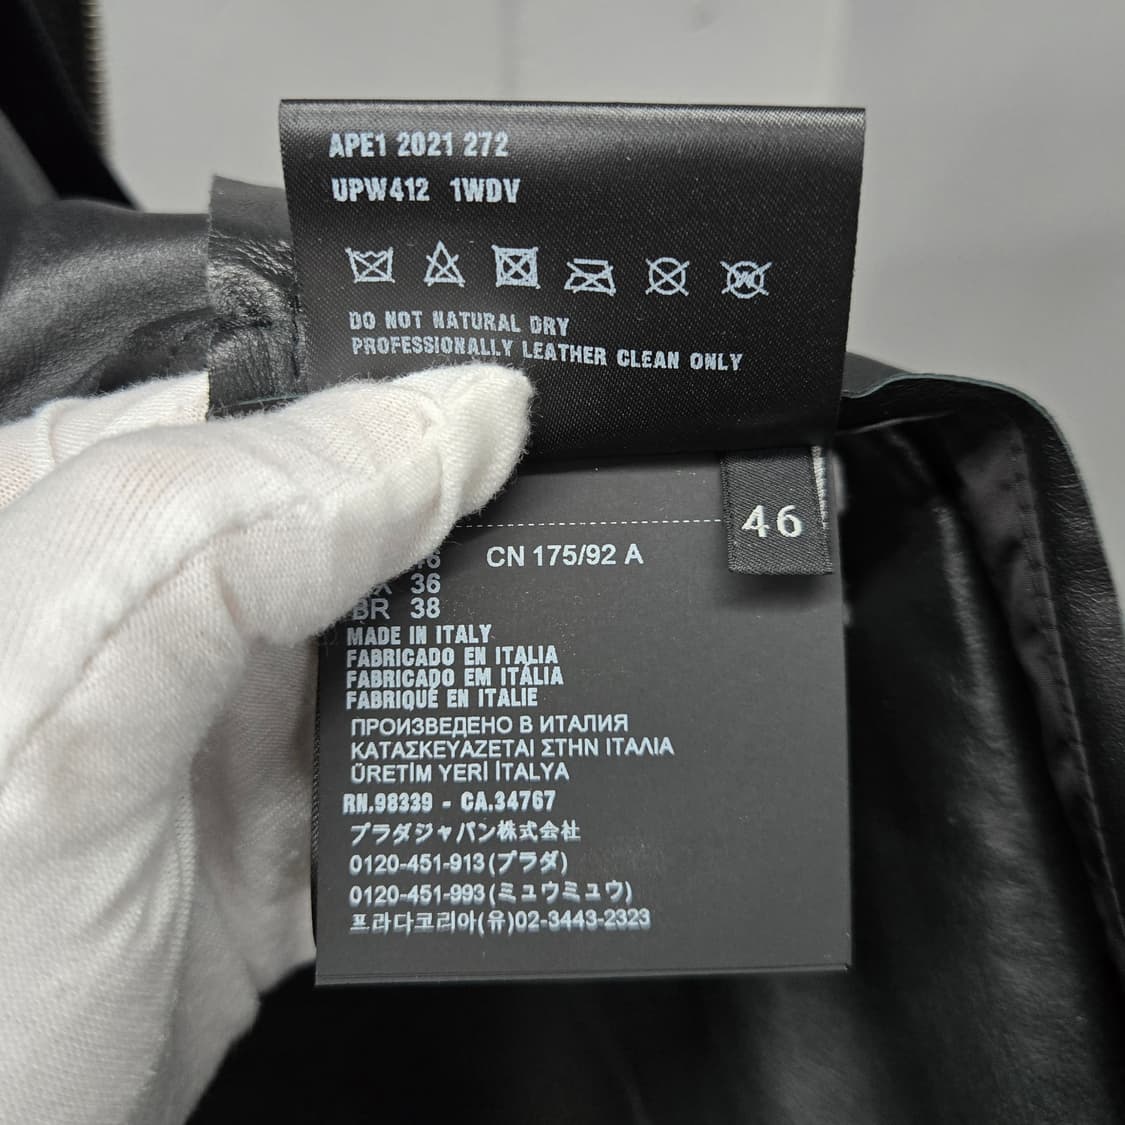 APE1 2021 272
UPW412 1WDV
DO NOT NATURAL DRY
PROFESSIONALLY LEATHER CLEAN ONLY
46
CN 175/92 A
36
BR 38
MADE IN ITALY
FABRICADO EN ITALIA
FABRICADO EM ITÁLIA
FABRIQUÉ EN ITALIE
ПРОИЗВЕДЕНО В ИТАЛИЯ
ΚΑΤΑΣΚΕΥΑΖΕΤΑΙ ΣΤΗΝ ΙΤΑΛΙΑ
ÜRETİM YERİ İTALYA
RN.98339 - CA.34767
プラダジャパン株式会社
0120-451-913(プラダ)
0120-451-993(ミュウミュウ)
프라다코리아(유)02-3443-2323